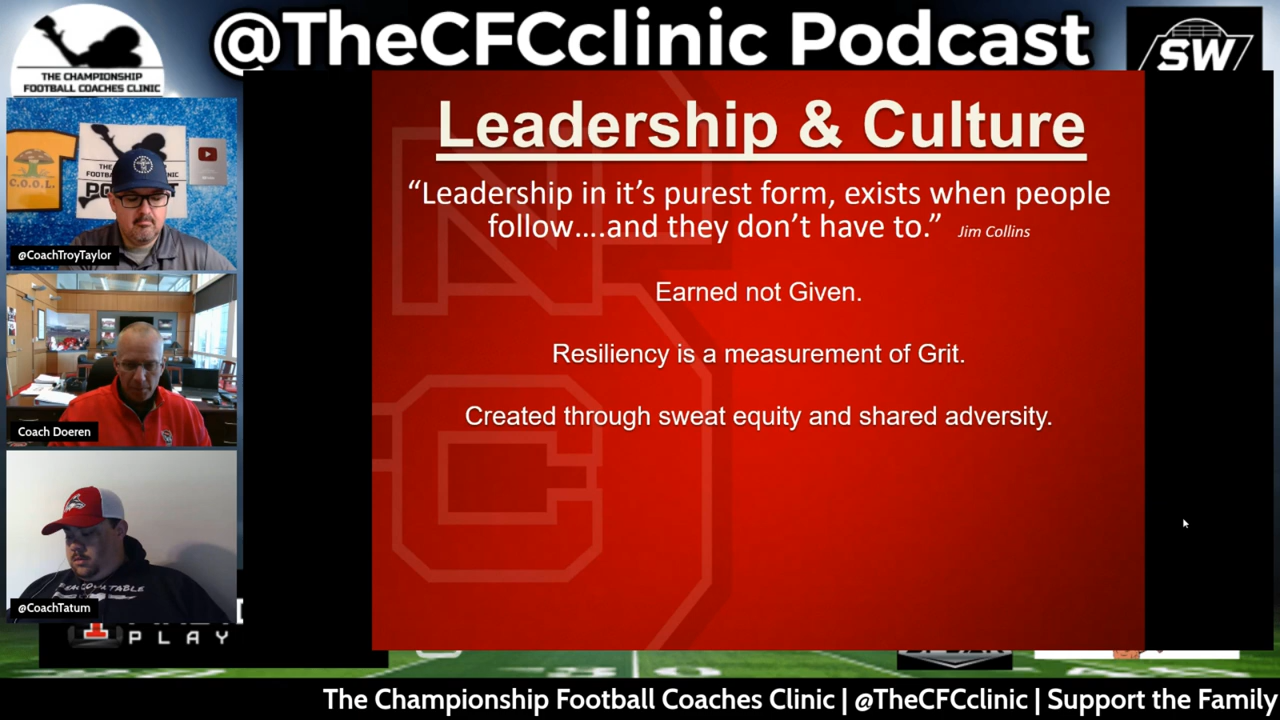 @TheCFCclinic Podcast
THE CHAMPIONSHIP
FOOTBALL COACHES CLINIC
SW
C.O.O.L.
@CoachTroyTaylor
Coach Doeren
@CoachTatum
PLAY
Leadership & Culture
“Leadership in it’s purest form, exists when people
follow….and they don’t have to.” Jim Collins
Earned not Given.
Resiliency is a measurement of Grit.
Created through sweat equity and shared adversity.
The Championship Football Coaches Clinic | @TheCFCclinic | Support the Family